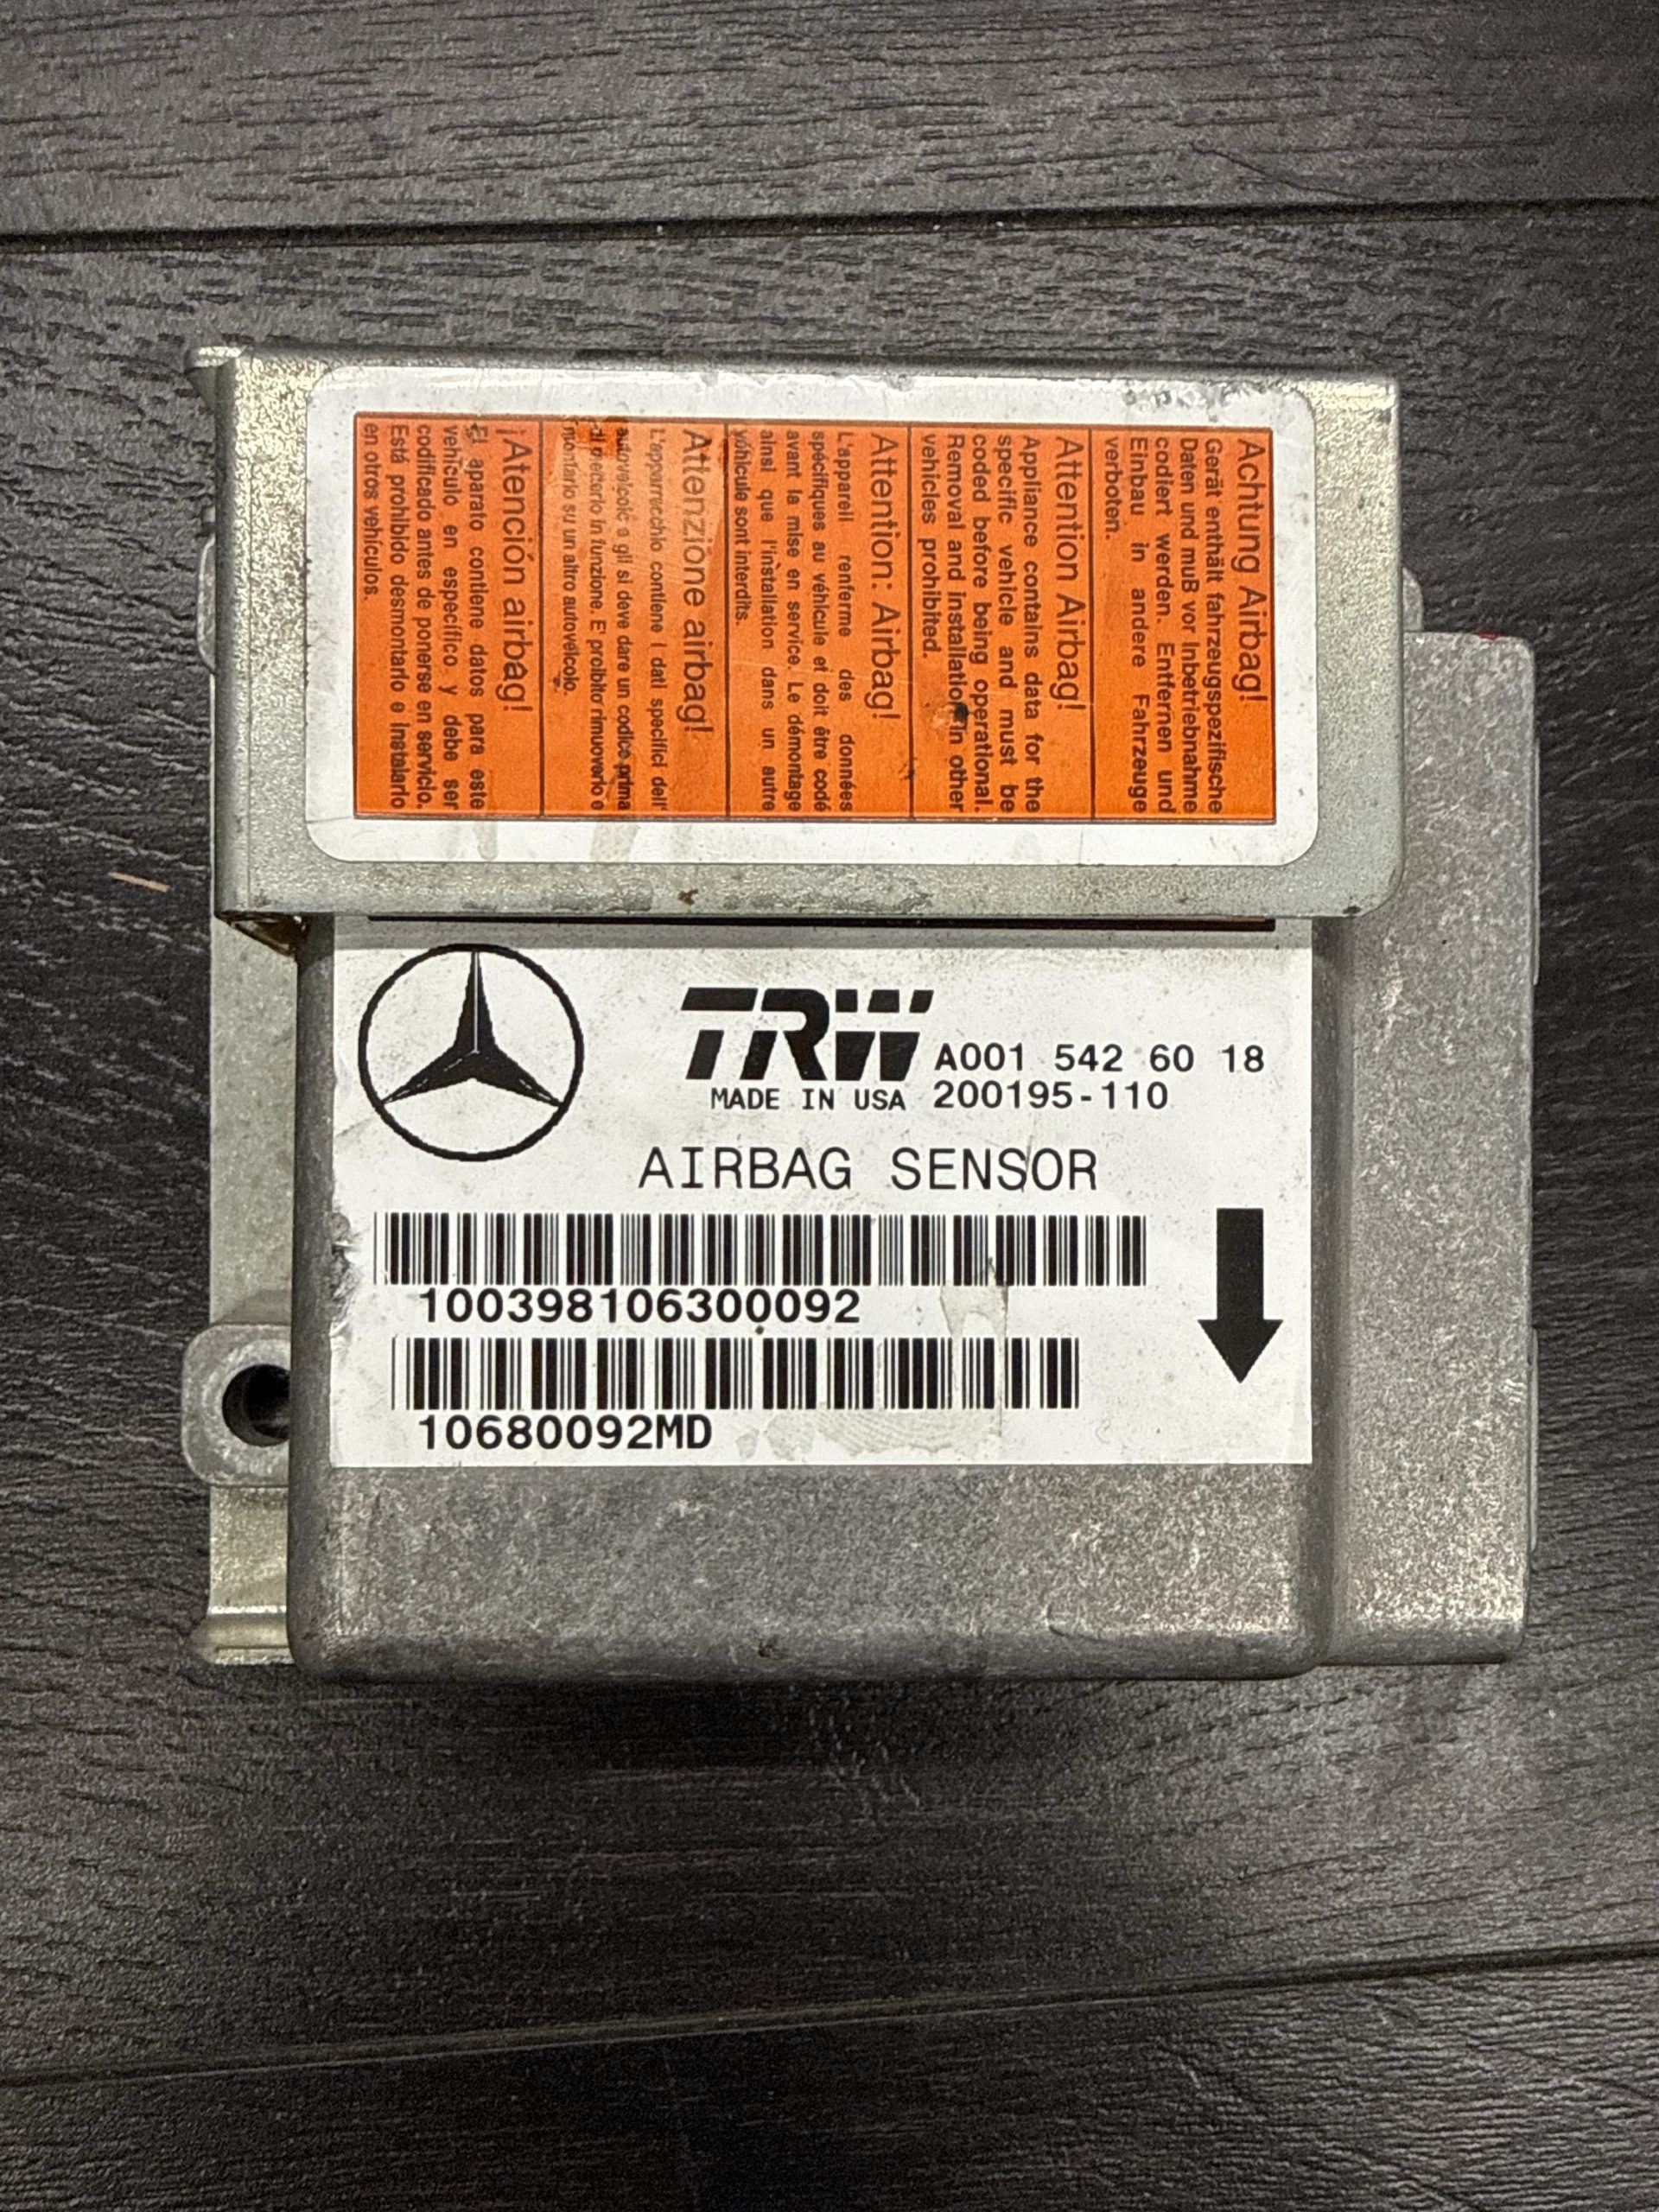 Achtung Airbag!
Gerät enthält fahrzeugspezifische
Daten und muß vor Inbetriebnahme
codiert werden. Entfernen und
Einbau in andere Fahrzeuge
verboten.
Attention Airbag!
Appliance contains data for the
specific vehicle and must be
coded before being operational.
Removal and installation in other
vehicles prohibited.
Attention: Airbag!
L'appareil renferme des données
spécifiques au véhicule et doit être codé
avant la mise en service. Le démontage
ainsi que l'installation dans un autre
véhicule sont interdits.
Attenzione airbag!
L'apparecchio contiene i dati specifici dell'
autoveicolo e gli si deve dare un codice prima
di metterlo in funzione. E' proibito rimuoverlo e
montarlo su un altro autoveicolo.
¡Atención airbag!
El aparato contiene datos para este
vehículo en específico y debe ser
codificado antes de ponerse en servicio.
Está prohibido desmontarlo e instalarlo
en otros vehículos.
TRW A001 542 60 18
MADE IN USA 200195-110
AIRBAG SENSOR
100398106300092
10680092MD